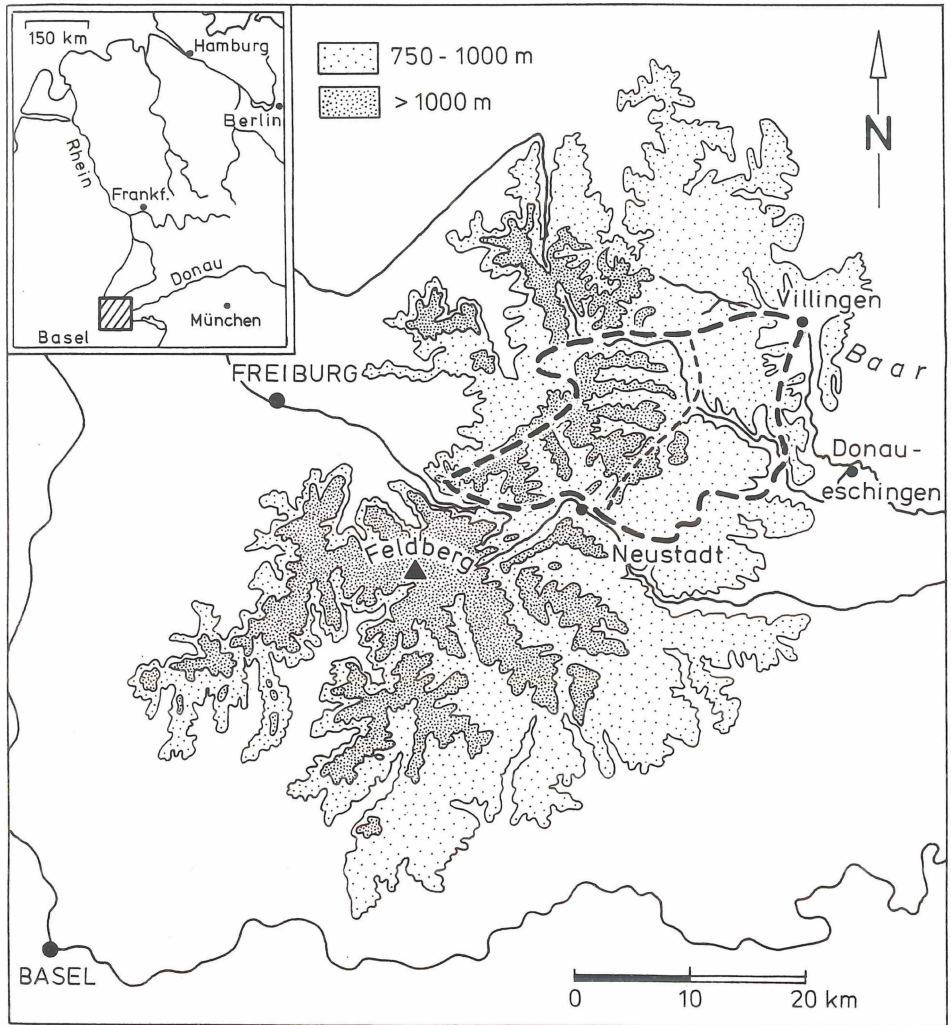 150 km
Hamburg
Berlin
Rhein
Frankf.
Donau
München
Basel
750 - 1000 m
> 1000 m
N
Villingen
Baar
FREIBURG
Donau-
eschingen
Feldberg
Neustadt
BASEL
0 10 20 km